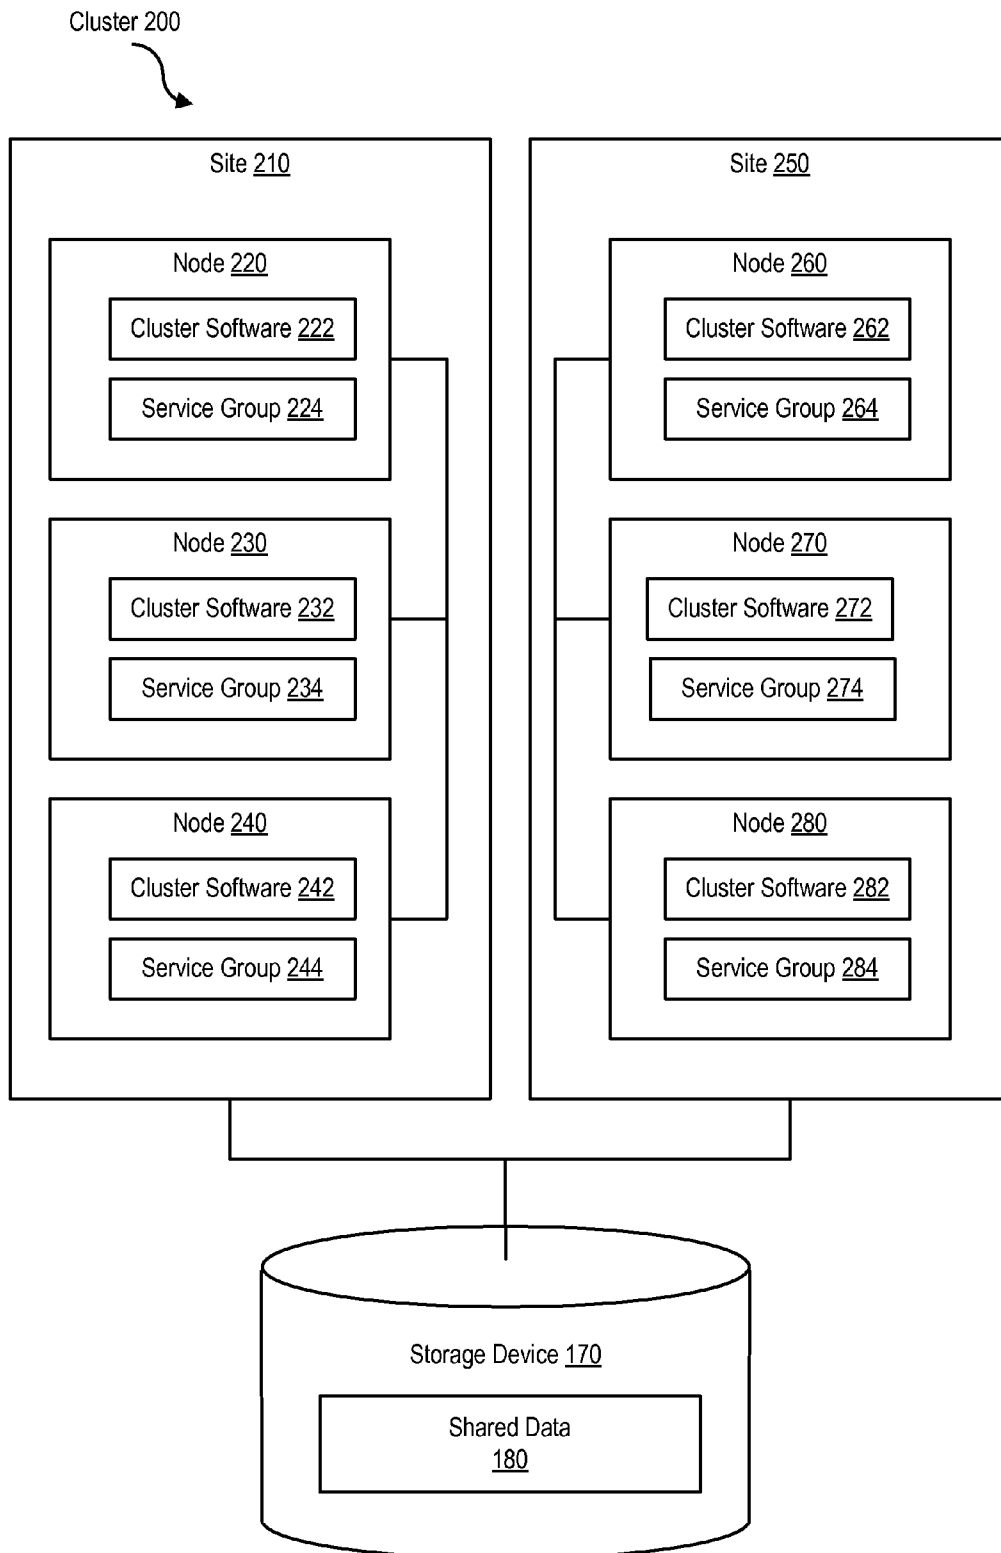 Cluster 200
Site 210
Node 220
Cluster Software 222
Service Group 224
Node 230
Cluster Software 232
Service Group 234
Node 240
Cluster Software 242
Service Group 244
Site 250
Node 260
Cluster Software 262
Service Group 264
Node 270
Cluster Software 272
Service Group 274
Node 280
Cluster Software 282
Service Group 284
Storage Device 170
Shared Data
180